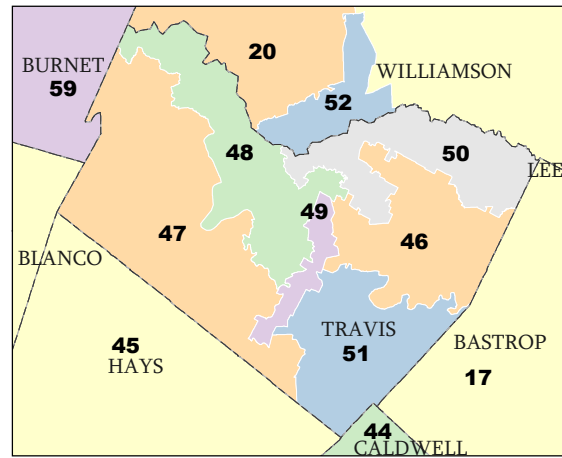 20
BURNET
59
WILLIAMSON
52
48
50
LEE
49
47
46
BLANCO
TRAVIS
BASTROP
45
HAYS
51
17
44
CALDWELL